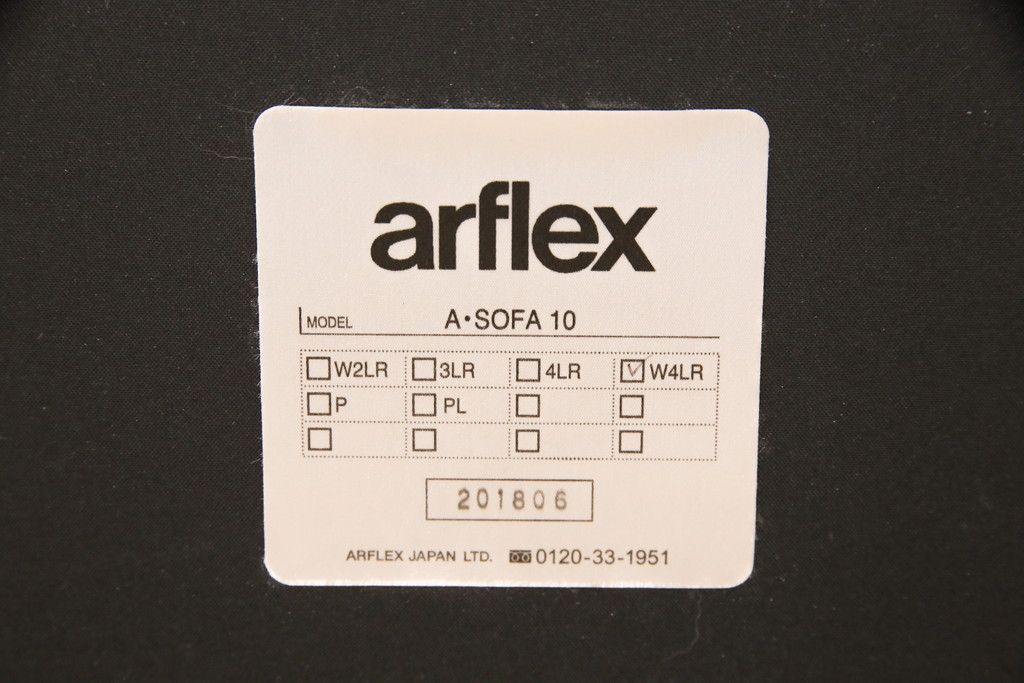 arflex
MODEL A・SOFA 10
☐ W2LR ☐ 3LR ☐ 4LR ☑ W4LR
☐ P ☐ PL ☐ ☐
☐ ☐ ☐ ☐
201806
ARFLEX JAPAN LTD. 0120-33-1951